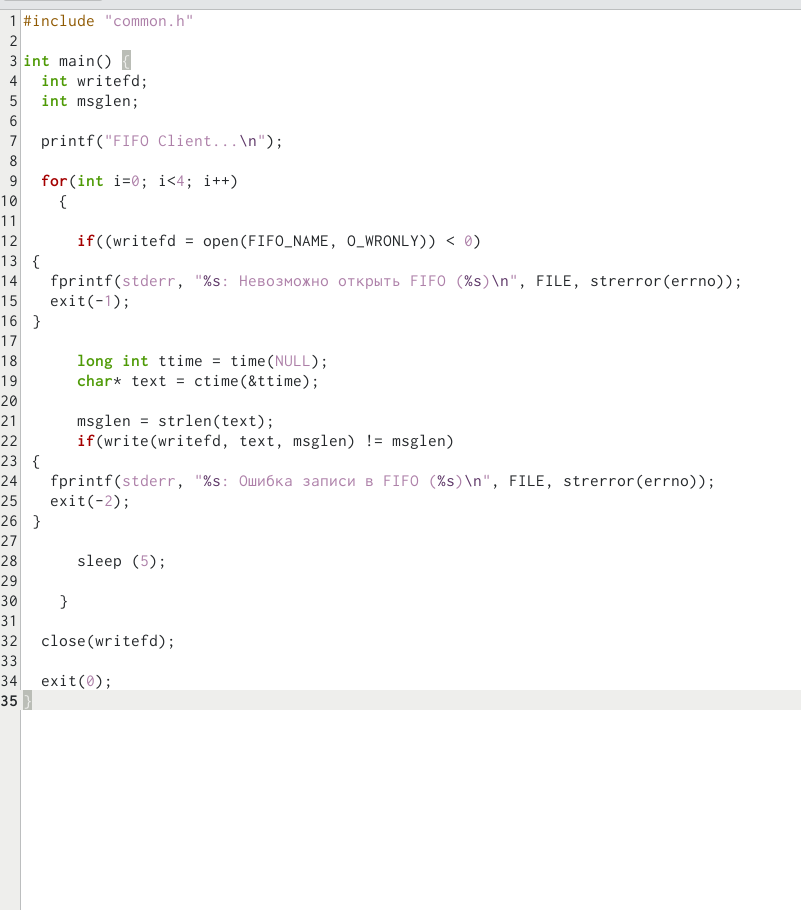 1 #include "common.h"
2
3 int main() {
4 int writefd;
5 int msglen;
6
7 printf("FIFO Client...\n");
8
9 for(int i=0; i<4; i++)
10 {
11
12 if((writefd = open(FIFO_NAME, O_WRONLY)) < 0)
13 {
14 fprintf(stderr, "%s: Невозможно открыть FIFO (%s)\n", FILE, strerror(errno));
15 exit(-1);
16 }
17
18 long int ttime = time(NULL);
19 char* text = ctime(&ttime);
20
21 msglen = strlen(text);
22 if(write(writefd, text, msglen) != msglen)
23 {
24 fprintf(stderr, "%s: Ошибка записи в FIFO (%s)\n", FILE, strerror(errno));
25 exit(-2);
26 }
27
28 sleep (5);
29
30 }
31
32 close(writefd);
33
34 exit(0);
35 }